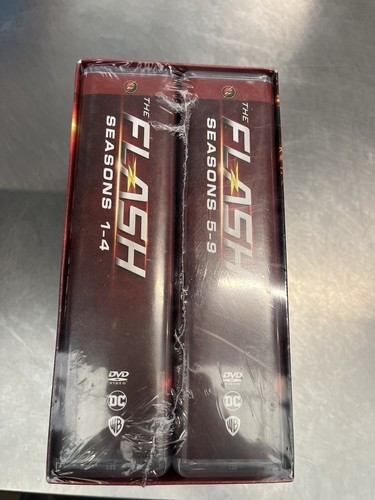 THE
FLASH
SEASONS 1-4
DVD
VIDEO
DC
WB
THE
FLASH
SEASONS 5-9
DVD
VIDEO
DC
WB